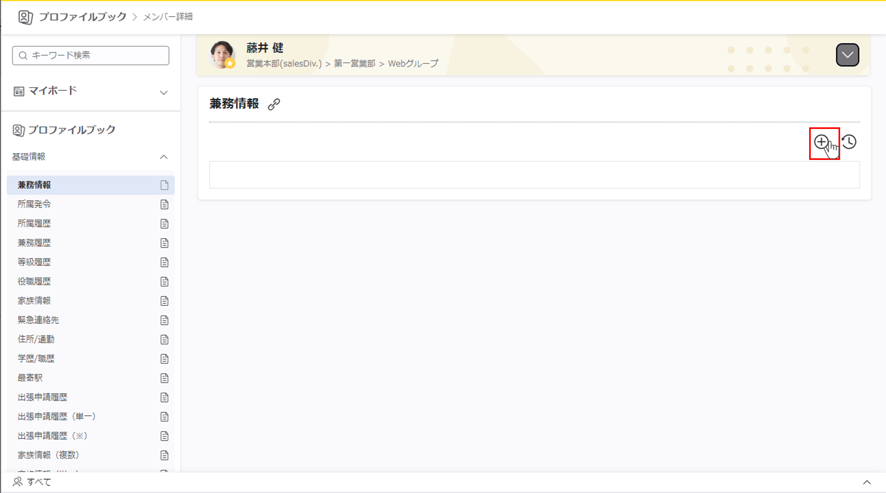 プロファイルブック > メンバー詳細
キーワード検索
マイボード
プロファイルブック
基礎情報
兼務情報
所属発令
所属履歴
兼務履歴
等級履歴
役職履歴
家族情報
緊急連絡先
住所/通勤
学歴/職歴
最寄駅
出張申請履歴
出張申請履歴（単一）
出張申請履歴（※）
家族情報（複数）
すべて
藤井 健
営業本部(salesDiv.) > 第一営業部 > Webグループ
兼務情報